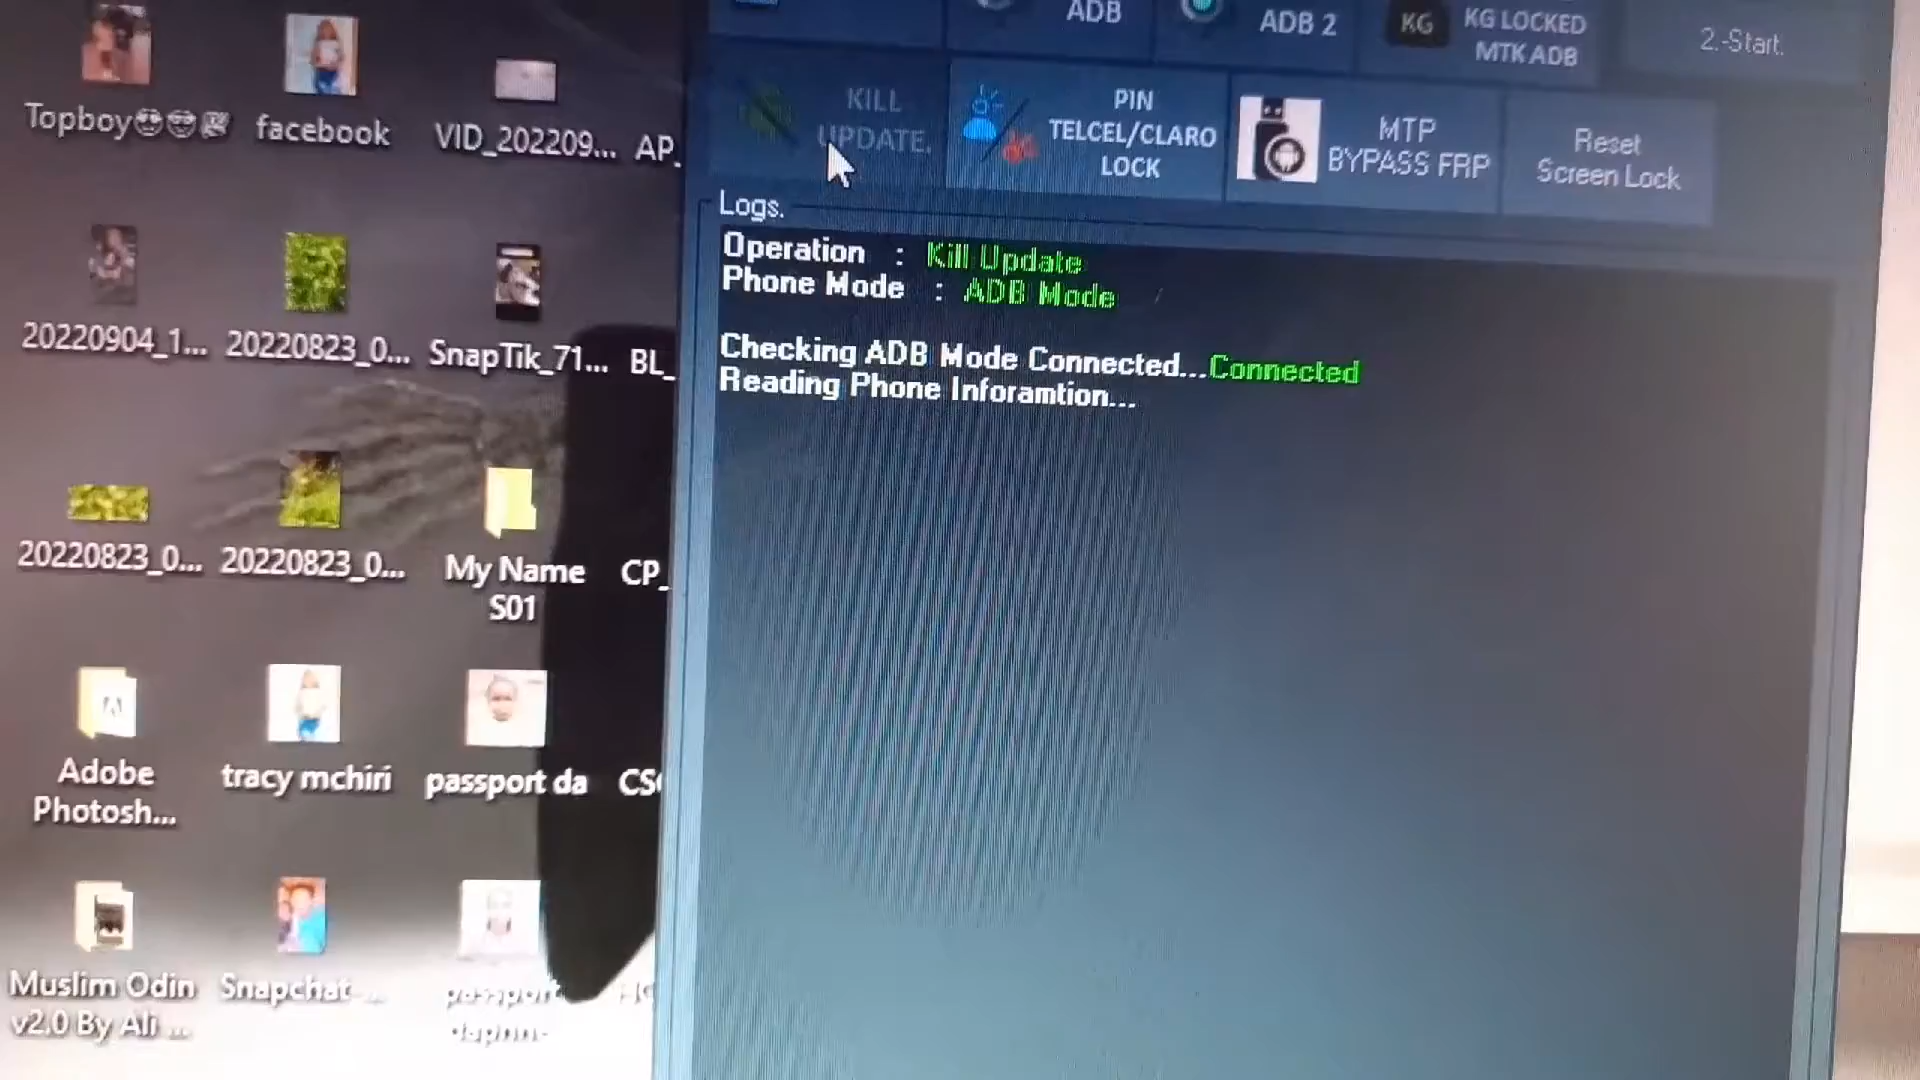 Topboy😎😎💯
facebook
VID_202209...
AP_
20220904_1...
20220823_0...
SnapTik_71...
BL_
20220823_0...
20220823_0...
My Name
S01
CP_
Adobe
Photosh...
tracy mchiri
passport da
Muslim Odin
v2.0 By Ali ...
Snapchat-...
passport
ADB
ADB 2
KG
KG LOCKED
MTK ADB
2.-Start.
KILL
UPDATE.
PIN
TELCEL/CLARO
LOCK
MTP
BYPASS FRP
Reset
Screen Lock
Logs.
Operation : Kill Update
Phone Mode : ADB Mode
Checking ADB Mode Connected...Connected
Reading Phone Inforamtion...